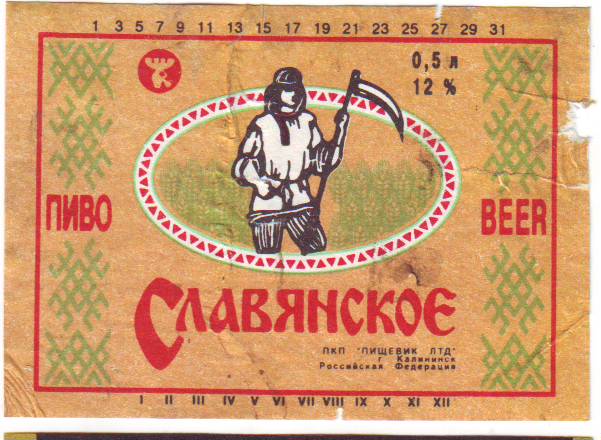 1 3 5 7 9 11 13 15 17 19 21 23 25 27 29 31
0,5 л
12 %
ПИВО
BEER
СЛАВЯНСКОЕ
ПКП "ПИЩЕВИК ЛТД"
г Калининск
Российская Федерация
I II III IV V VI VII VIII IX X XI XII